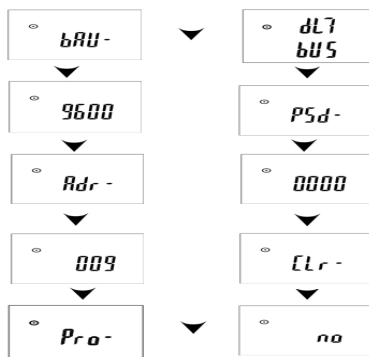 bAU-
9600
Adr-
009
Pro-
dL7
bUS
PSd-
0000
CLr-
no